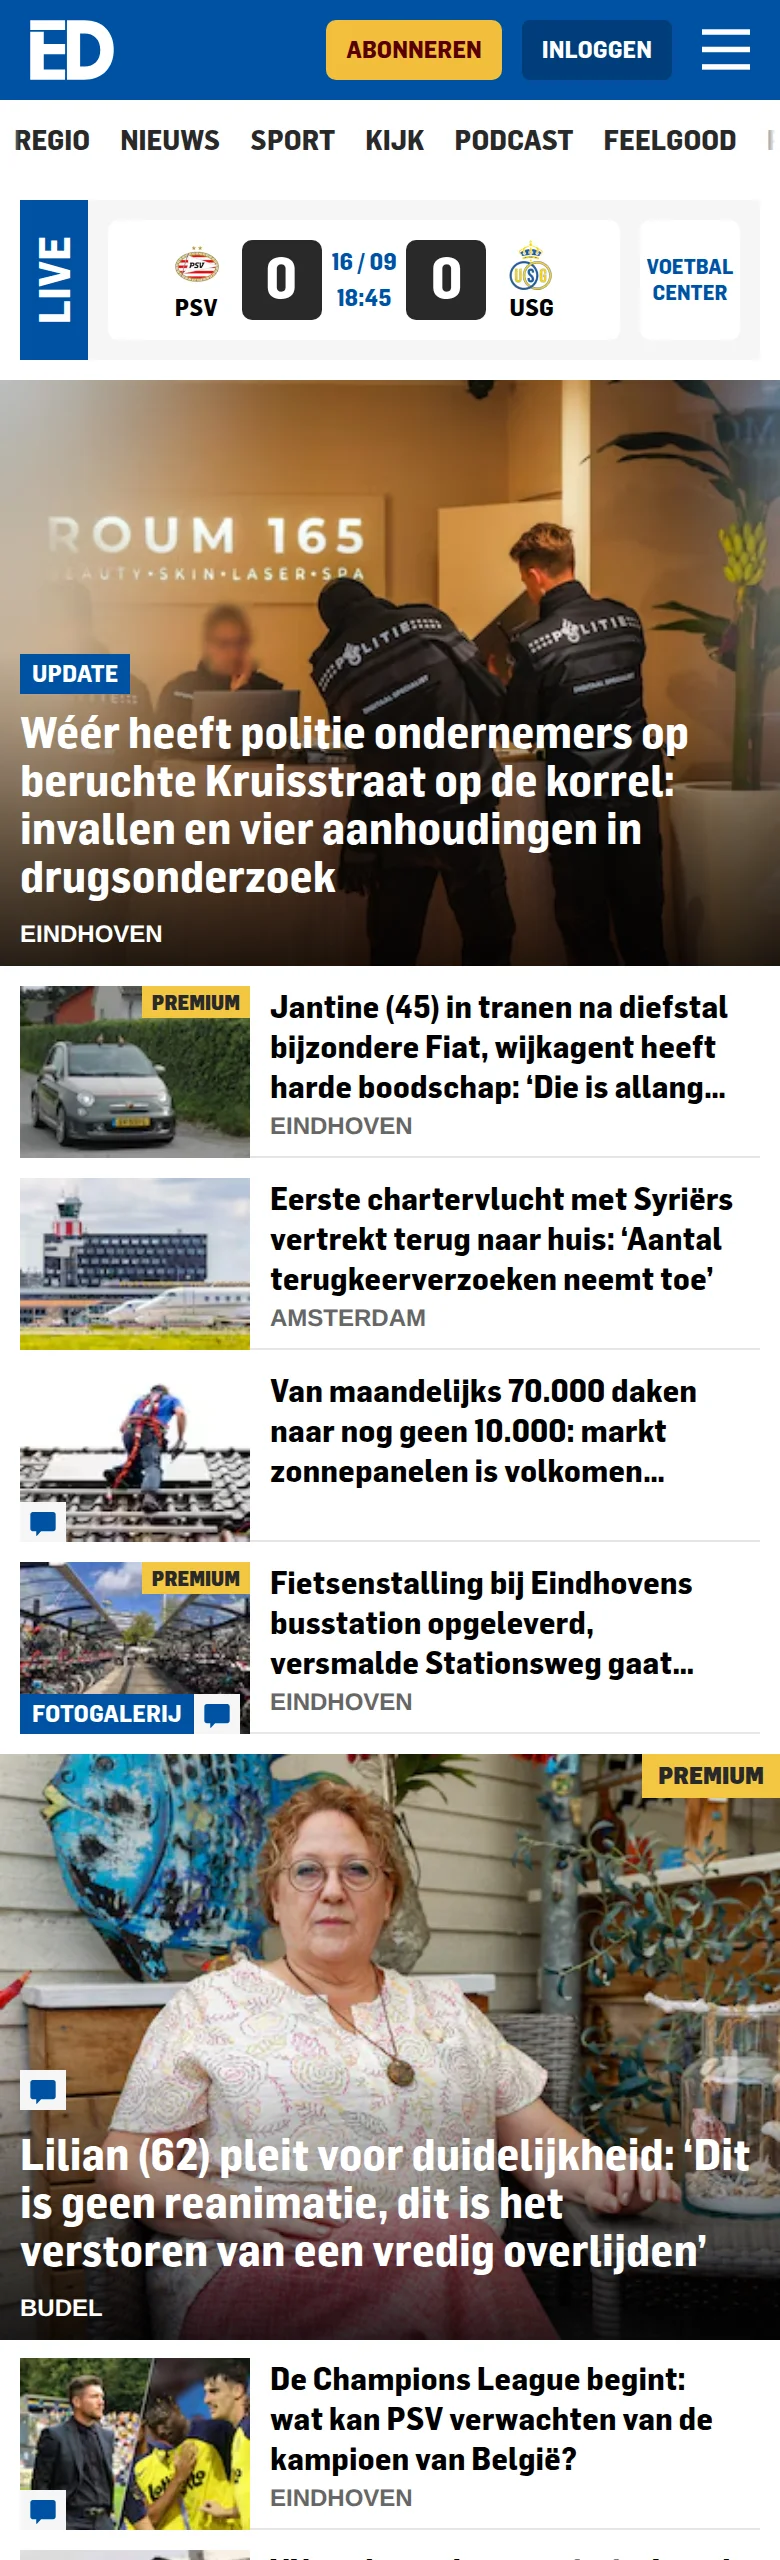 ED
ABONNEREN
INLOGGEN
REGIO NIEUWS SPORT KIJK PODCAST FEELGOOD
LIVE
PSV
PSV
0
16 / 09
18:45
0
USG
USG
VOETBAL
CENTER
ROUM 165
BEAUTY•SKIN•LASER•SPA
POLITIE
POLITIE
UPDATE
Wéér heeft politie ondernemers op
beruchte Kruisstraat op de korrel:
invallen en vier aanhoudingen in
drugsonderzoek
EINDHOVEN
PREMIUM
Jantine (45) in tranen na diefstal
bijzondere Fiat, wijkagent heeft
harde boodschap: ‘Die is allang...
EINDHOVEN
Eerste chartervlucht met Syriërs
vertrekt terug naar huis: ‘Aantal
terugkeerverzoeken neemt toe’
AMSTERDAM
Van maandelijks 70.000 daken
naar nog geen 10.000: markt
zonnepanelen is volkomen...
PREMIUM
FOTOGALERIJ
Fietsenstalling bij Eindhovens
busstation opgeleverd,
versmalde Stationsweg gaat...
EINDHOVEN
PREMIUM
Lilian (62) pleit voor duidelijkheid: ‘Dit
is geen reanimatie, dit is het
verstoren van een vredig overlijden’
BUDEL
De Champions League begint:
wat kan PSV verwachten van de
kampioen van België?
EINDHOVEN